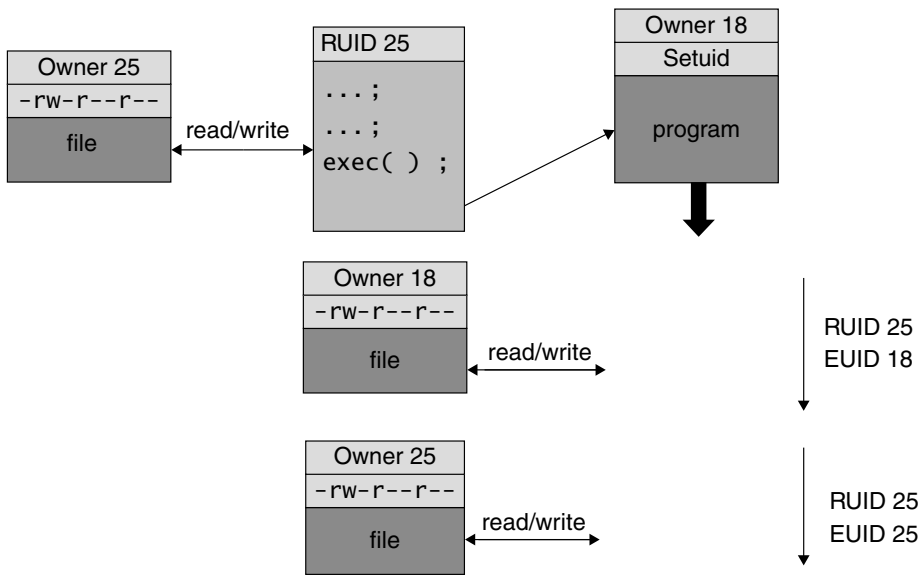 Owner 25
-rw-r--r--
file
read/write
RUID 25
...;
...;
exec( ) ;
Owner 18
Setuid
program
Owner 18
-rw-r--r--
file
read/write
RUID 25
EUID 18
Owner 25
-rw-r--r--
file
read/write
RUID 25
EUID 25